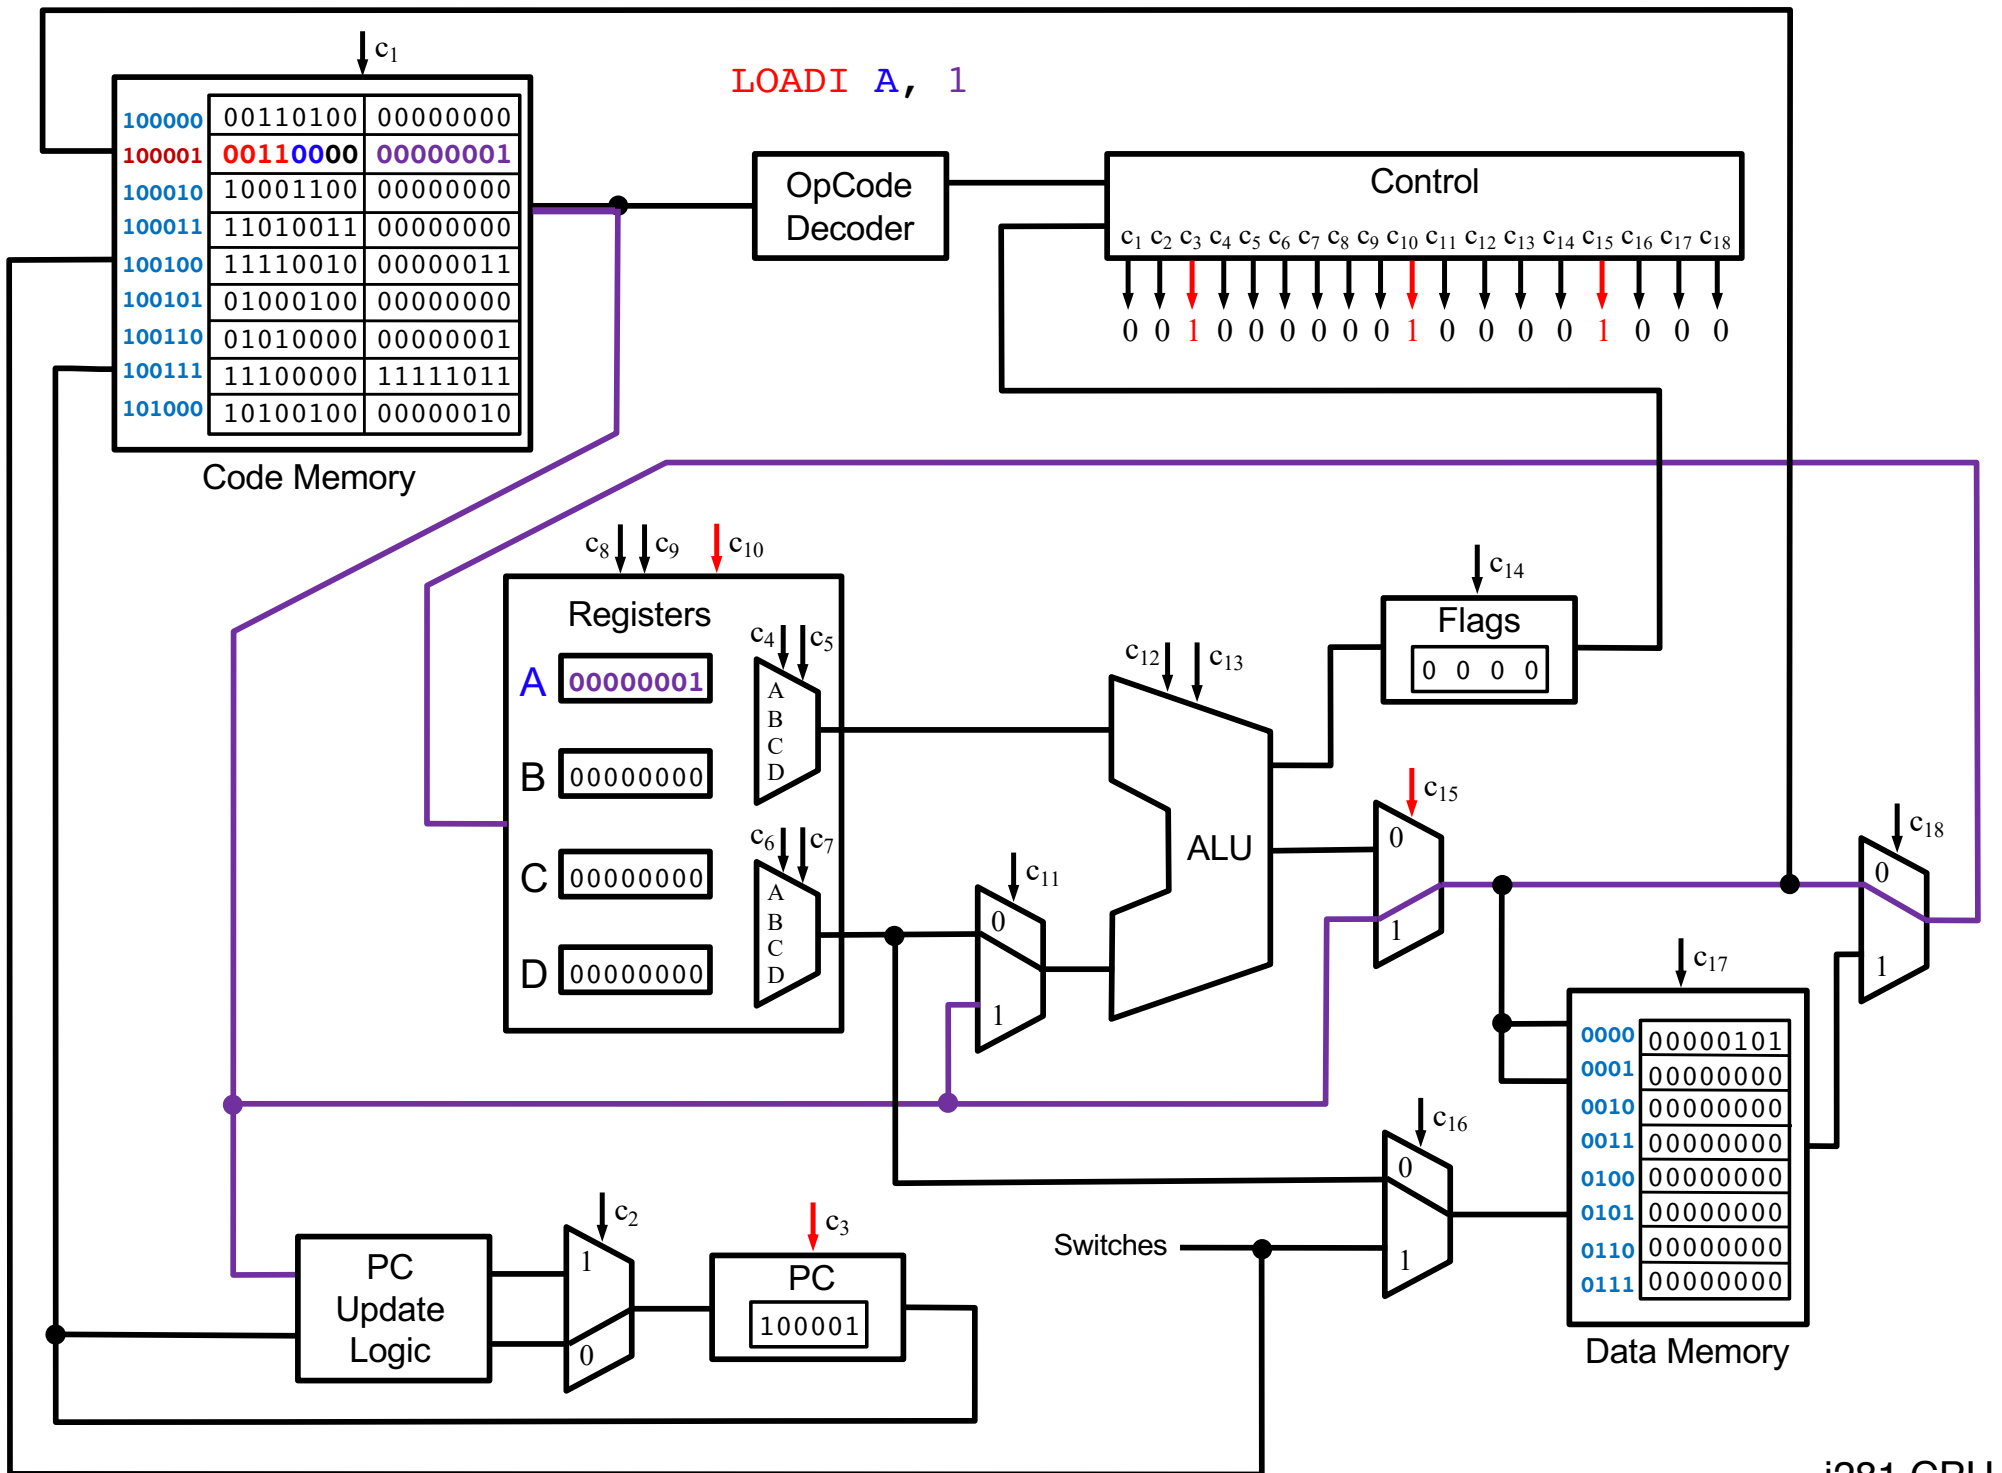 c1
LOADI A, 1
100000 00110100 00000000
100001 00110000 00000001
100010 10001100 00000000
100011 11010011 00000000
100100 11110010 00000011
100101 01000100 00000000
100110 01010000 00000001
100111 11100000 11111011
101000 10100100 00000010
Code Memory
OpCode
Decoder
Control
c1 c2 c3 c4 c5 c6 c7 c8 c9 c10 c11 c12 c13 c14 c15 c16 c17 c18
0 0 1 0 0 0 0 0 0 1 0 0 0 0 1 0 0 0
c8 c9 c10
Registers
c4 c5
A 00000001
B 00000000
A
B
C
D
c6 c7
C 00000000
D 00000000
A
B
C
D
c11
0
1
c12 c13
ALU
c14
Flags
0 0 0 0
c15
0
1
c18
0
1
c17
0000 00000101
0001 00000000
0010 00000000
0011 00000000
0100 00000000
0101 00000000
0110 00000000
0111 00000000
Data Memory
c16
0
1
Switches
PC
Update
Logic
c2
1
0
c3
PC
100001